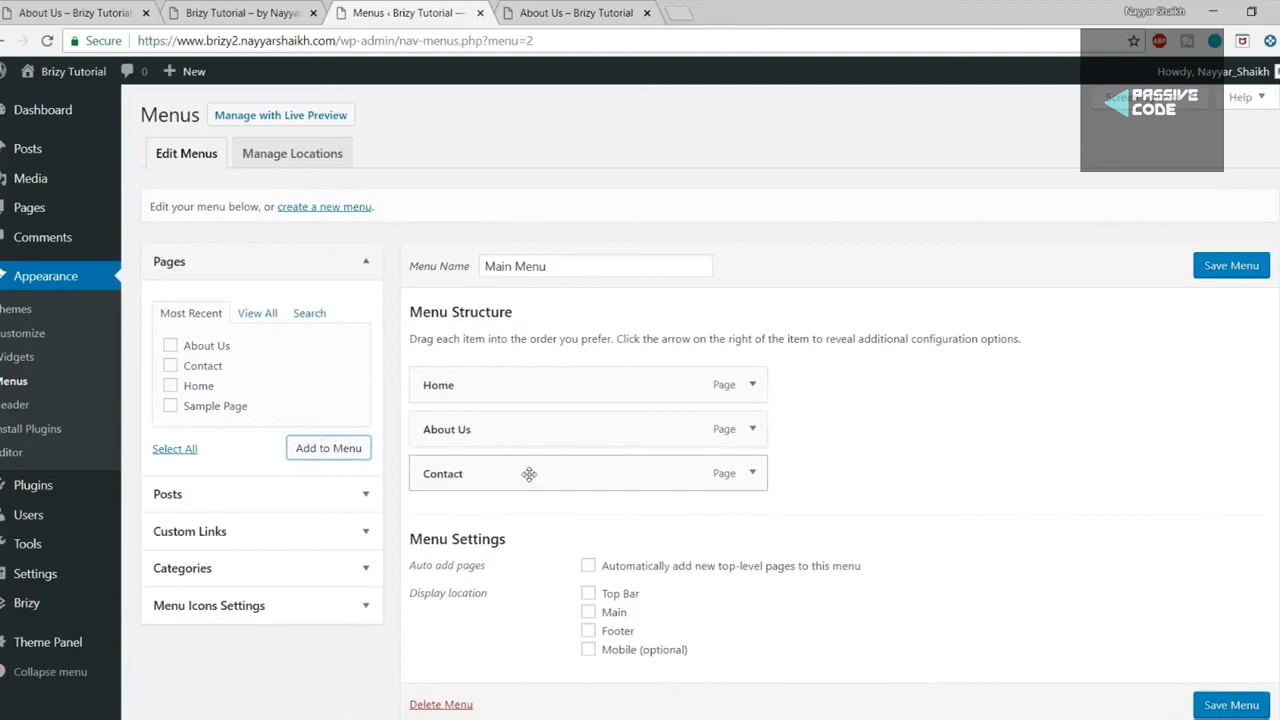 About Us – Brizy Tutorial
Brizy Tutorial – by Nayya
Menus ‹ Brizy Tutorial —
About Us – Brizy Tutorial
Nayyar Shaikh
Secure
https://www.brizy2.nayyarshaikh.com/wp-admin/nav-menus.php?menu=2
Brizy Tutorial
0
New
Howdy, Nayyar_Shaikh
PASSIVE
CODE
Help
Menus
Manage with Live Preview
Edit Menus
Manage Locations
Edit your menu below, or create a new menu.
Dashboard
Posts
Media
Pages
Comments
Appearance
hemes
ustomize
Widgets
Menus
eader
nstall Plugins
ditor
Plugins
Users
Tools
Settings
Brizy
Theme Panel
Collapse menu
Pages
Most Recent
View All
Search
About Us
Contact
Home
Sample Page
Select All
Add to Menu
Posts
Custom Links
Categories
Menu Icons Settings
Menu Name
Main Menu
Save Menu
Menu Structure
Drag each item into the order you prefer. Click the arrow on the right of the item to reveal additional configuration options.
Home
Page
About Us
Page
Contact
Page
Menu Settings
Auto add pages
Automatically add new top-level pages to this menu
Display location
Top Bar
Main
Footer
Mobile (optional)
Delete Menu
Save Menu